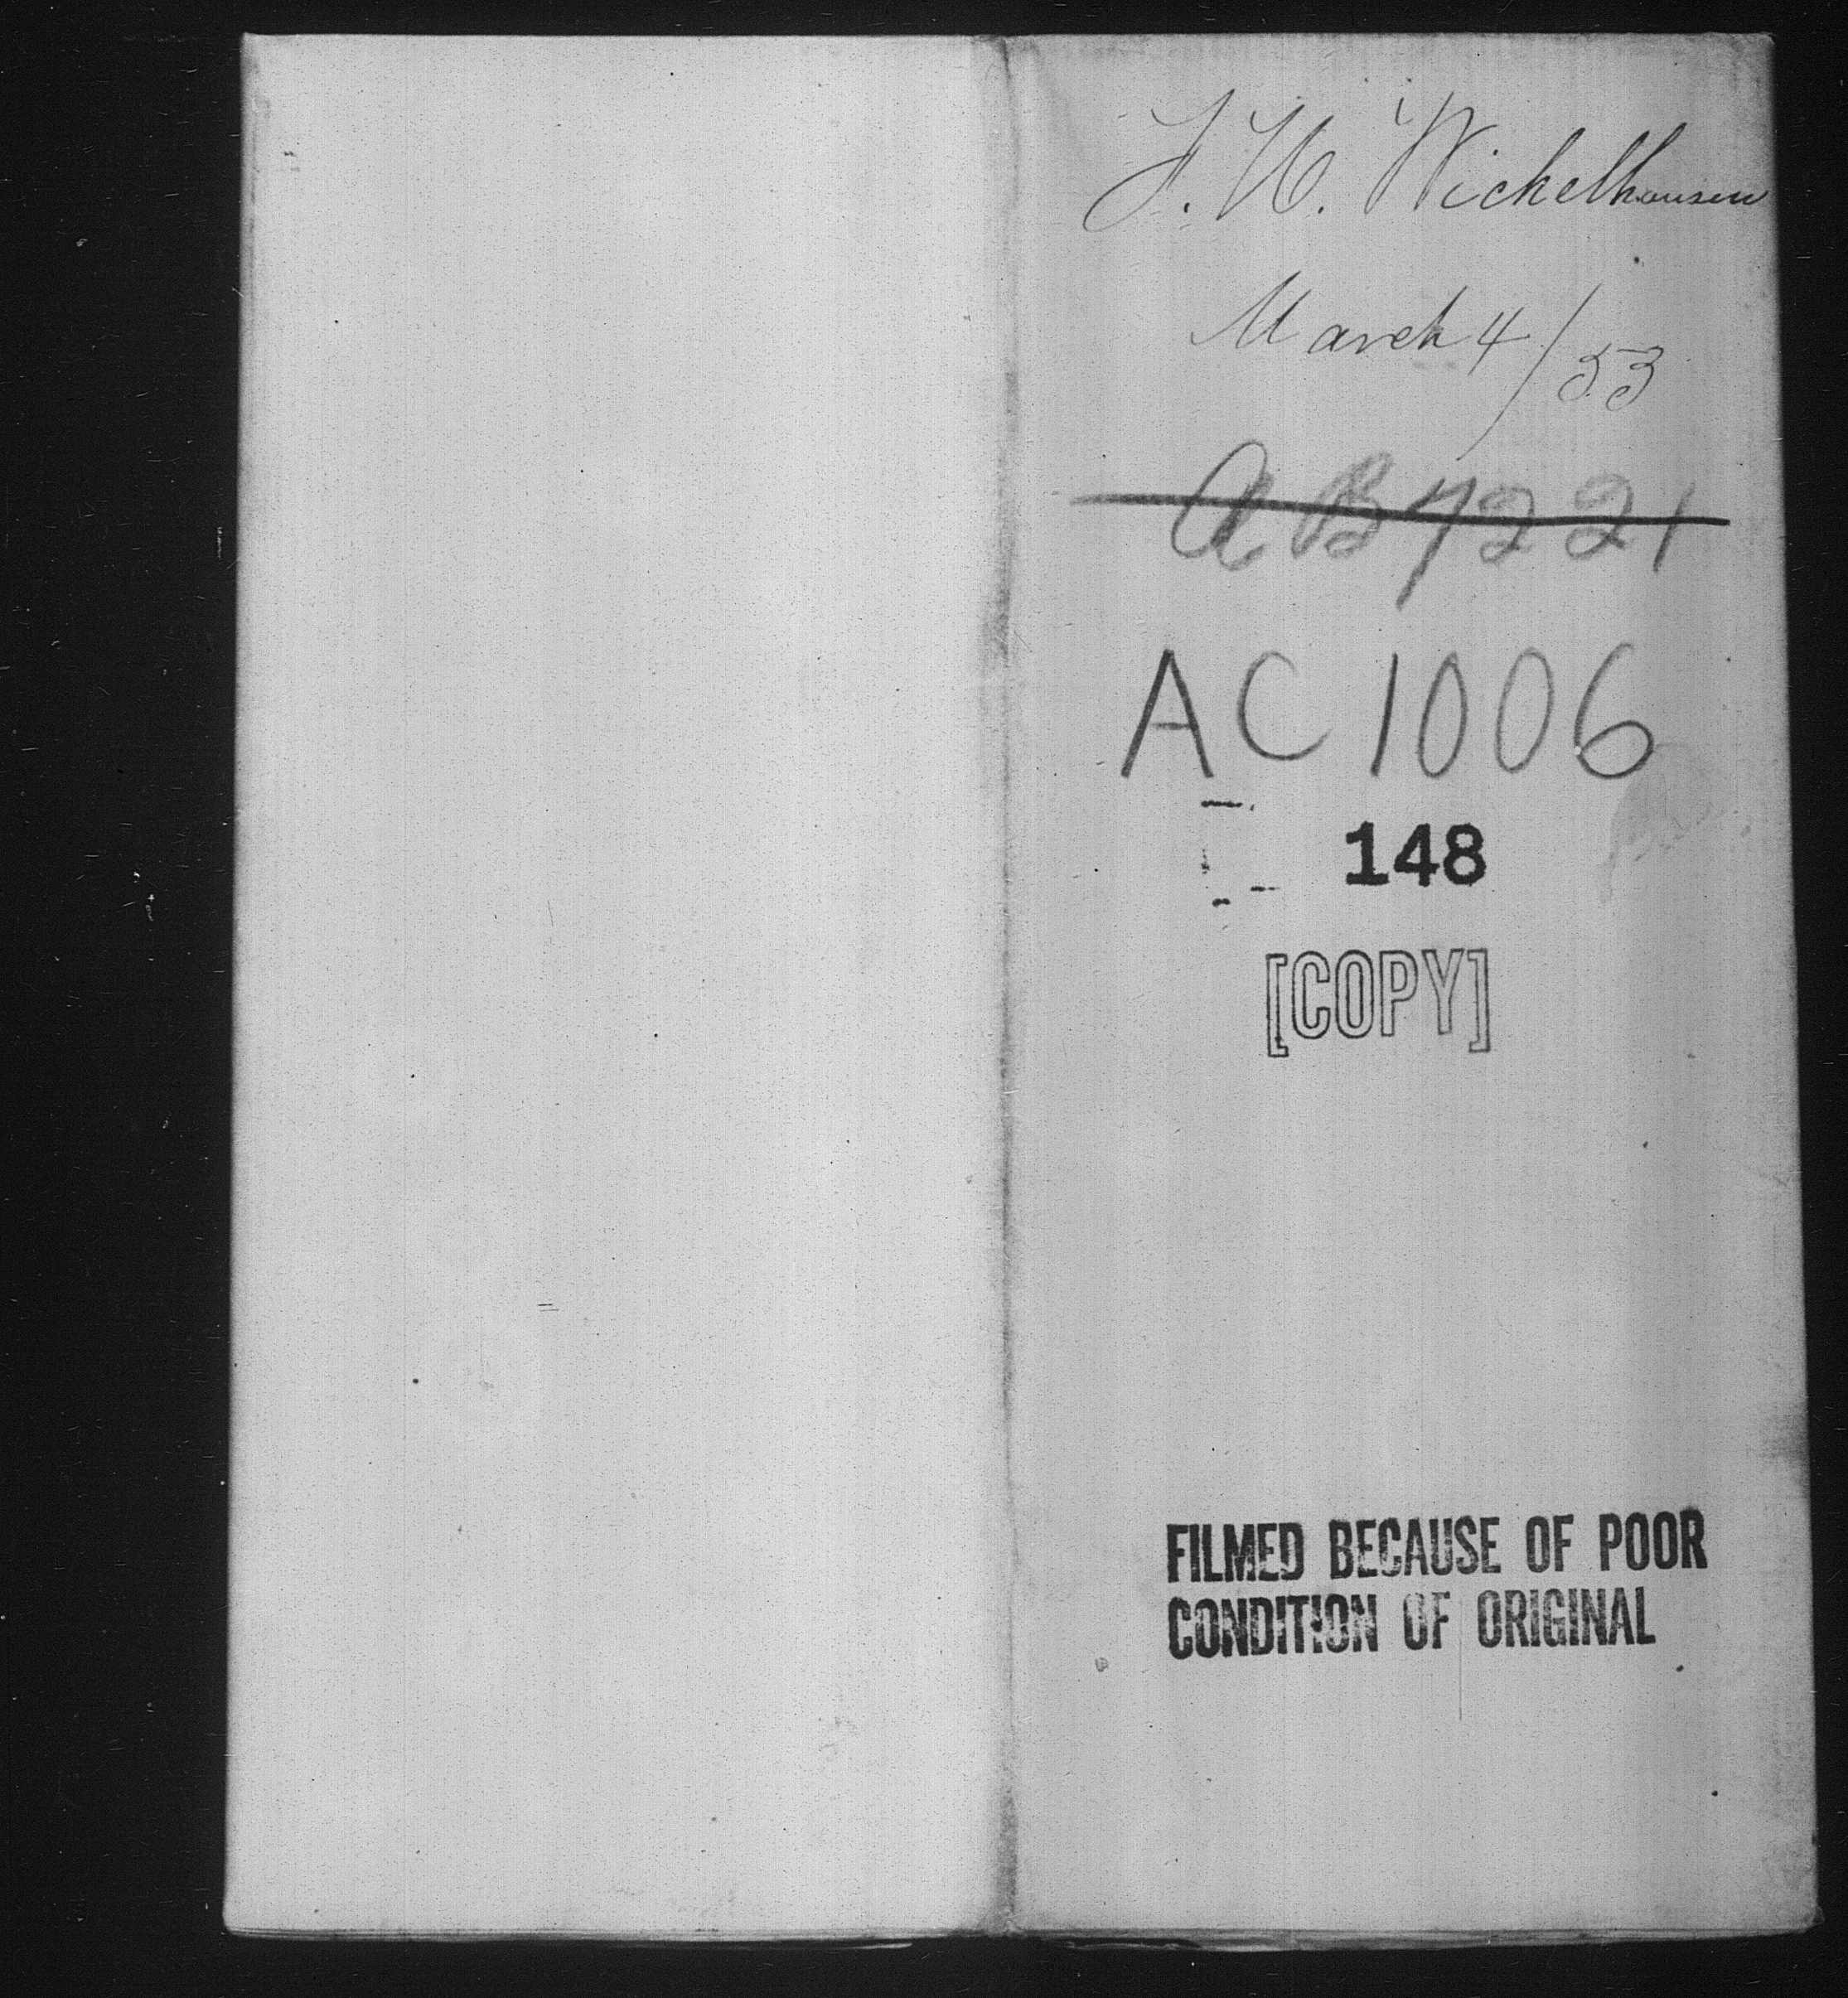 J. W. Wickelhausen
March 4/53
AB7221
AC1006
148
[COPY]
FILMED BECAUSE OF POOR
CONDITION OF ORIGINAL